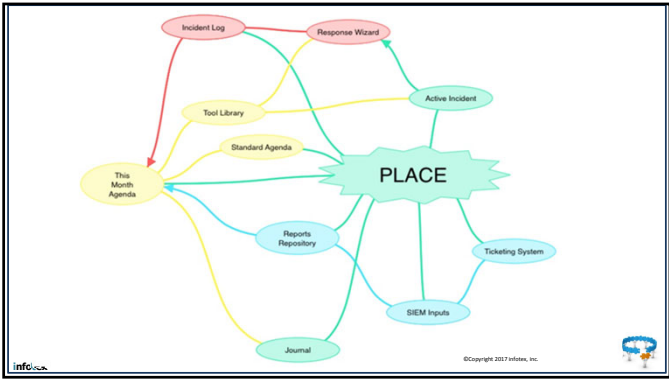 Incident Log
Response Wizard
Active Incident
Tool Library
Standard Agenda
This
Month
Agenda
PLACE
Reports
Repository
Ticketing System
SIEM Inputs
Journal
©Copyright 2017 infotex, inc.
infotex